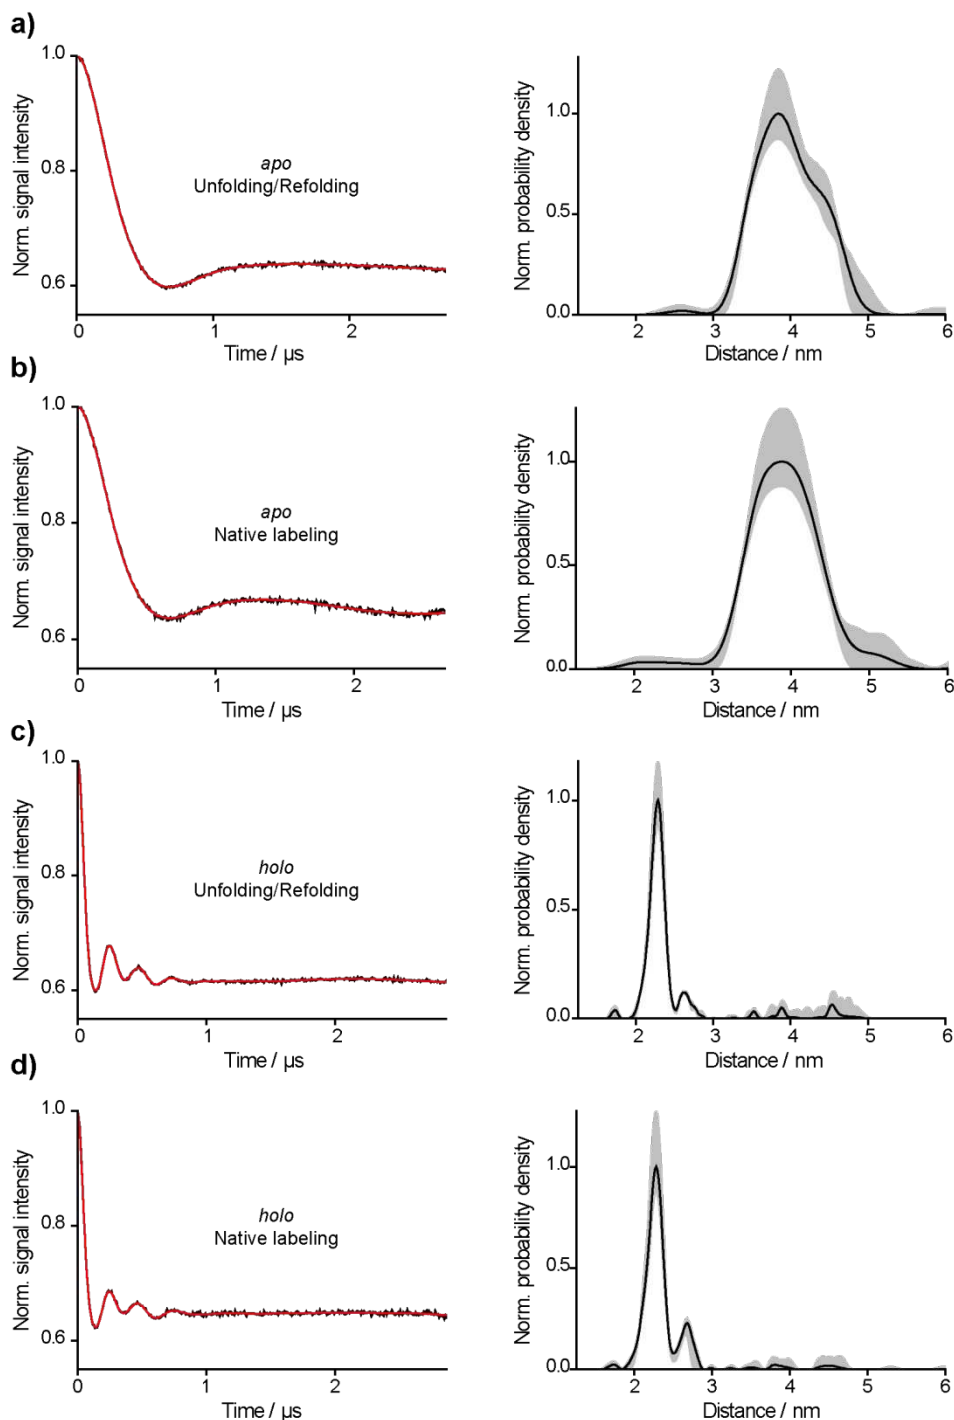 a)
Norm. signal intensity
1.0
0.8
0.6
apo
Unfolding/Refolding
0
1
2
Time / µs
Norm. probability density
1.0
0.5
0.0
2
3
4
5
6
Distance / nm
b)
Norm. signal intensity
1.0
0.8
0.6
apo
Native labeling
0
1
2
Time / µs
Norm. probability density
1.0
0.5
0.0
2
3
4
5
6
Distance / nm
c)
Norm. signal intensity
1.0
0.8
0.6
holo
Unfolding/Refolding
0
1
2
Time / µs
Norm. probability density
1.0
0.5
0.0
2
3
4
5
6
Distance / nm
d)
Norm. signal intensity
1.0
0.8
0.6
holo
Native labeling
0
1
2
Time / µs
Norm. probability density
1.0
0.5
0.0
2
3
4
5
6
Distance / nm